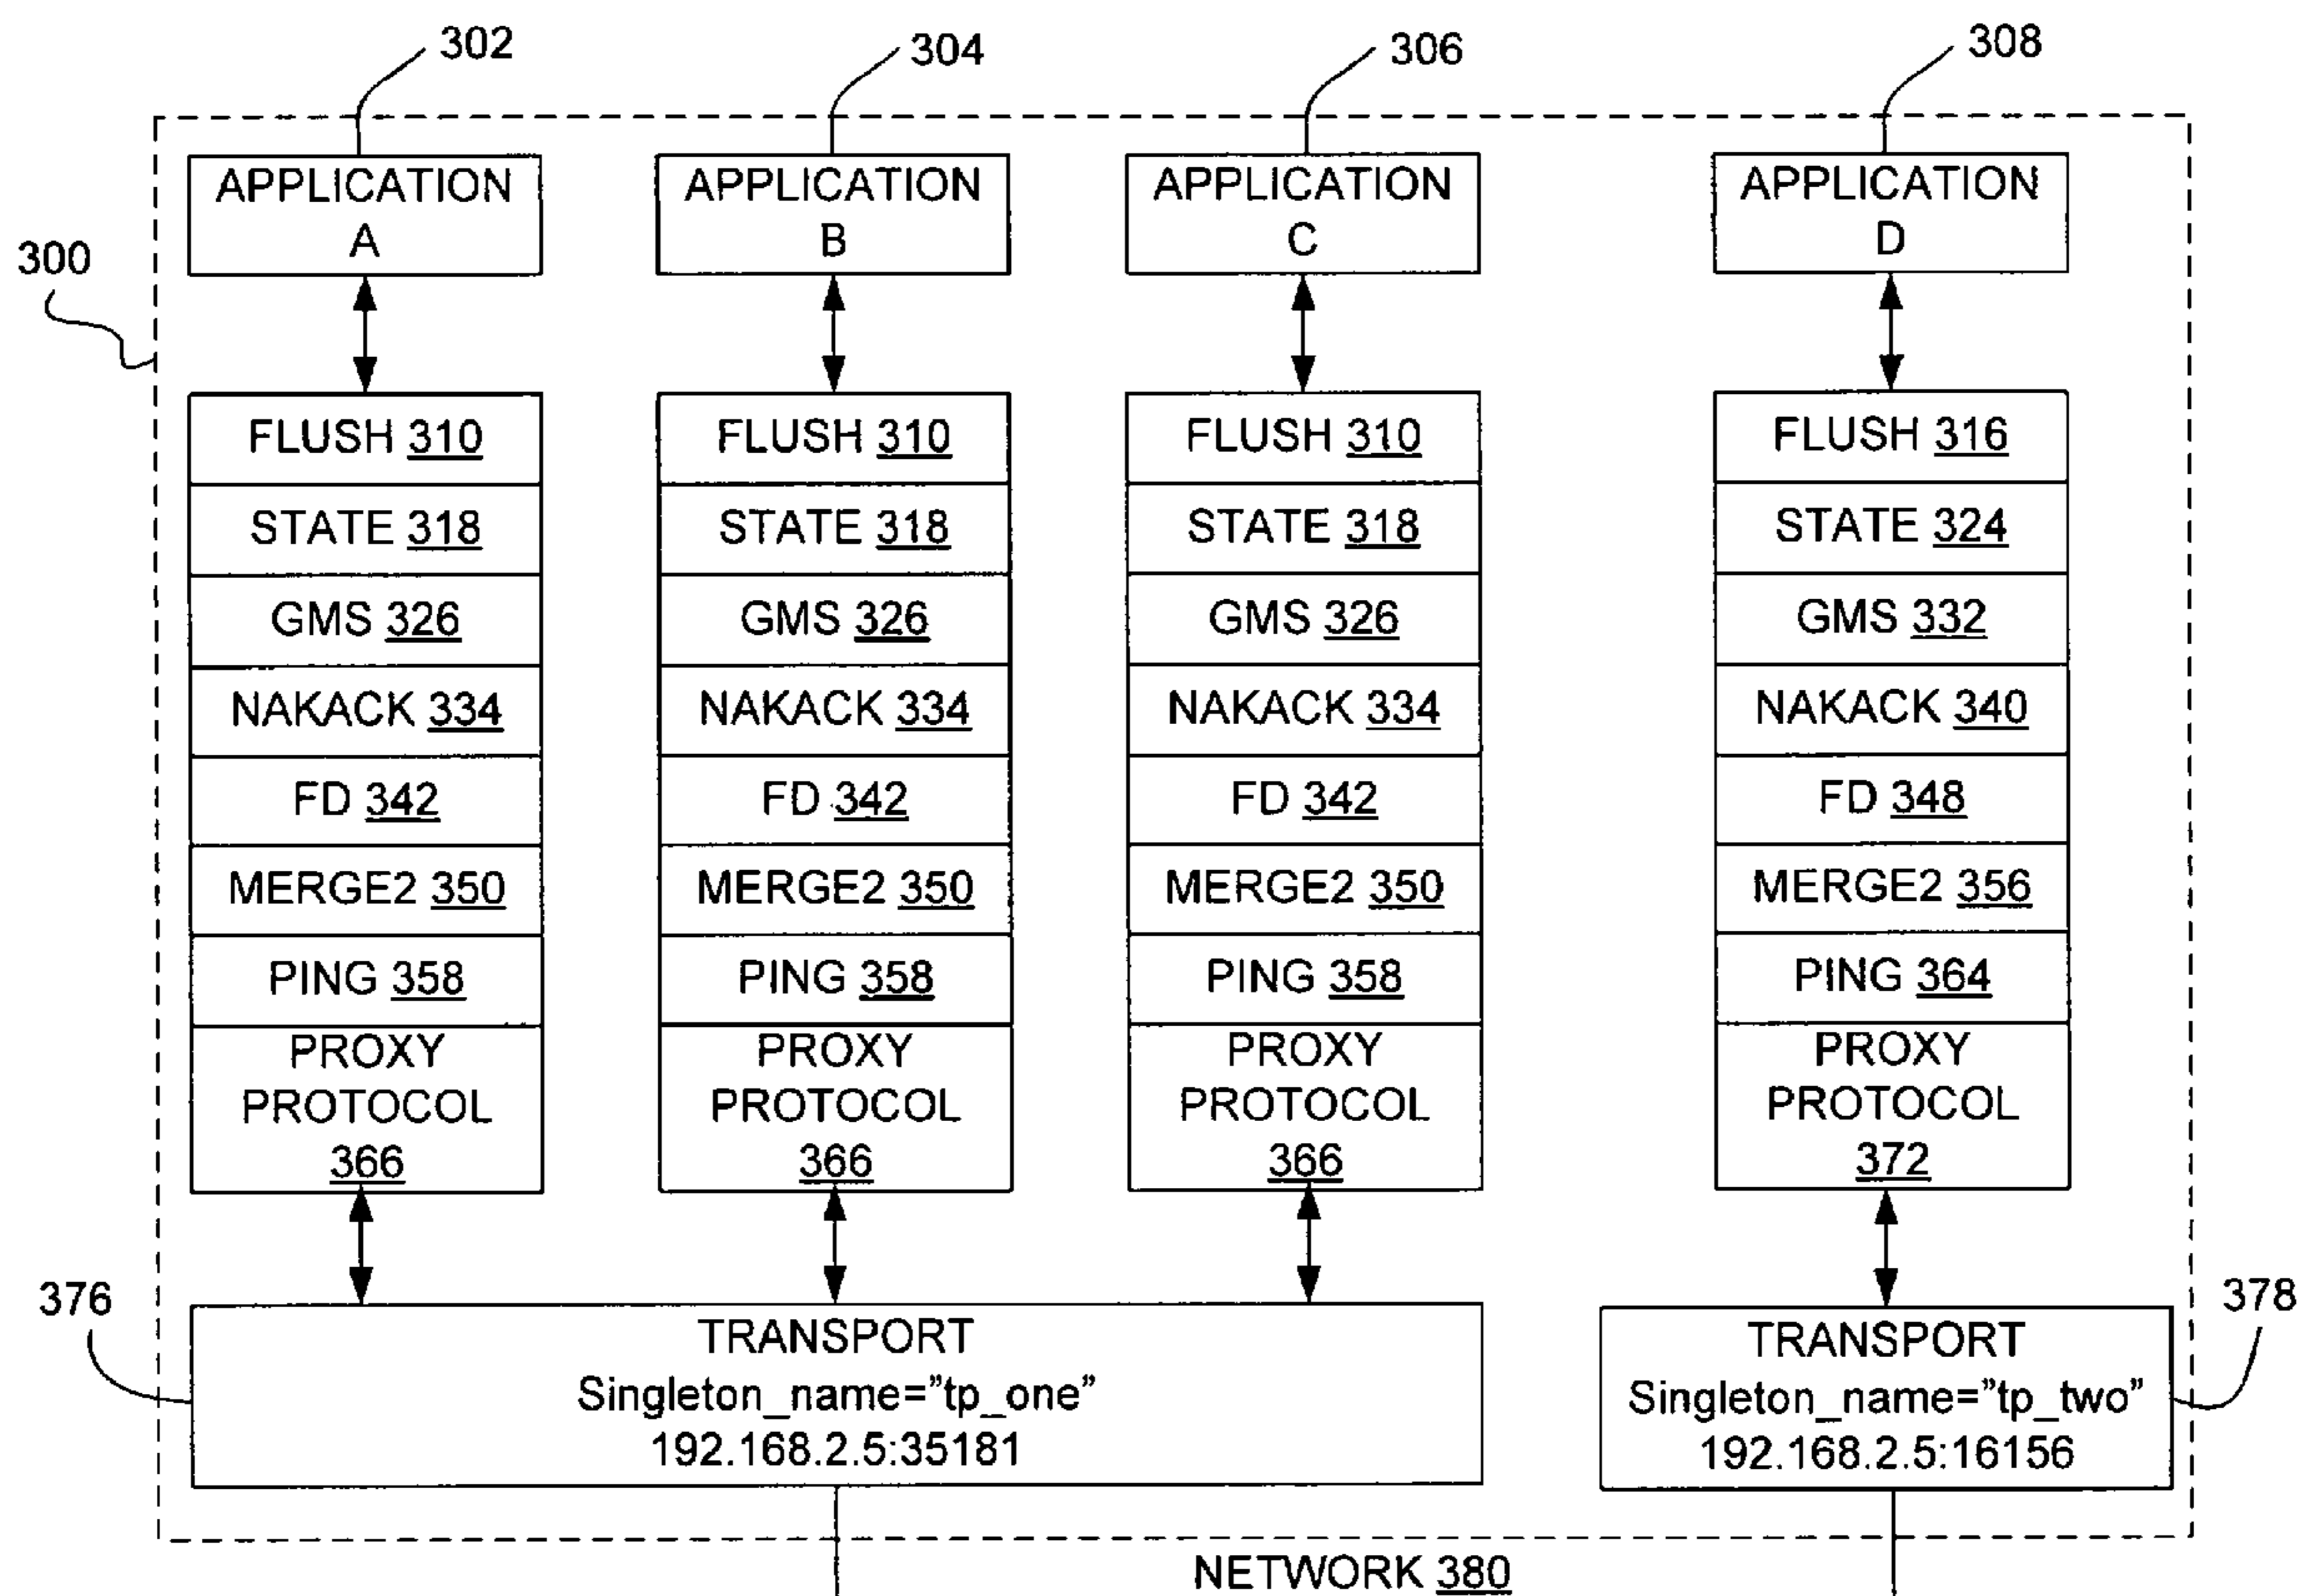 302
304
306
308
300
APPLICATION
A
APPLICATION
B
APPLICATION
C
APPLICATION
D
FLUSH 310
STATE 318
GMS 326
NAKACK 334
FD 342
MERGE2 350
PING 358
PROXY
PROTOCOL
366
FLUSH 310
STATE 318
GMS 326
NAKACK 334
FD 342
MERGE2 350
PING 358
PROXY
PROTOCOL
366
FLUSH 310
STATE 318
GMS 326
NAKACK 334
FD 342
MERGE2 350
PING 358
PROXY
PROTOCOL
366
FLUSH 316
STATE 324
GMS 332
NAKACK 340
FD 348
MERGE2 356
PING 364
PROXY
PROTOCOL
372
376
TRANSPORT
Singleton_name=”tp_one”
192.168.2.5:35181
378
TRANSPORT
Singleton_name=”tp_two”
192.168.2.5:16156
NETWORK 380